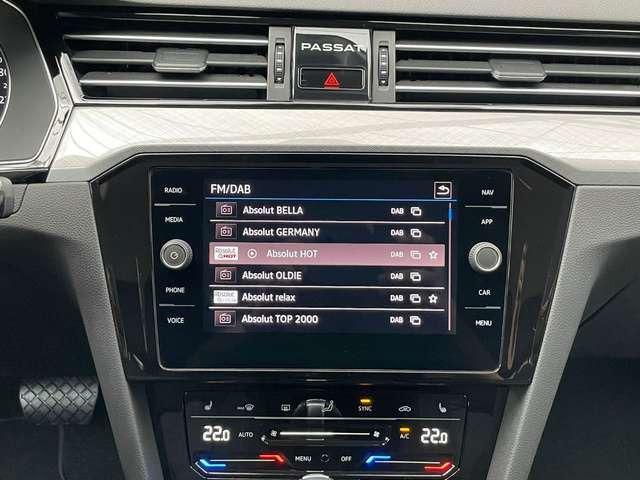 PASSAT
RADIO
FM/DAB
NAV
Absolut BELLA DAB
MEDIA
APP
Absolut GERMANY DAB
Absolut HOT Absolut HOT DAB
Absolut OLDIE DAB
PHONE
CAR
Absolut relax DAB
VOICE
MENU
Absolut TOP 2000 DAB
SYNC
22.0 AUTO A/C 22.0
MENU OFF